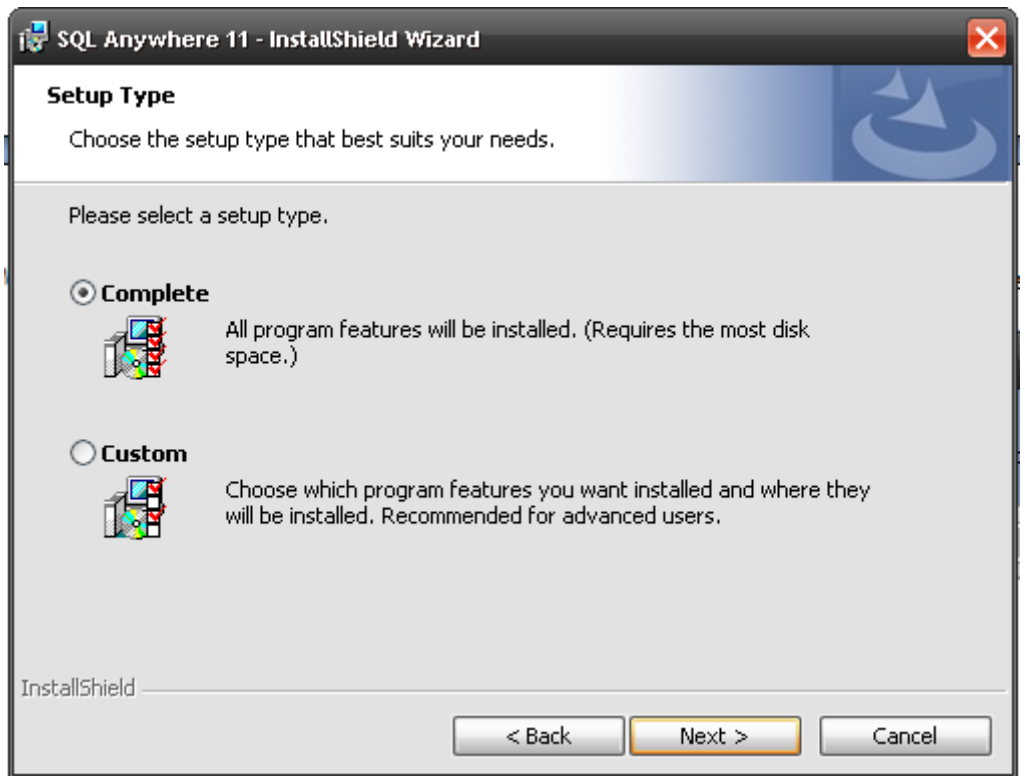 SQL Anywhere 11 - InstallShield Wizard
Setup Type
Choose the setup type that best suits your needs.
Please select a setup type.
Complete
All program features will be installed. (Requires the most disk
space.)
Custom
Choose which program features you want installed and where they
will be installed. Recommended for advanced users.
InstallShield
< Back Next > Cancel